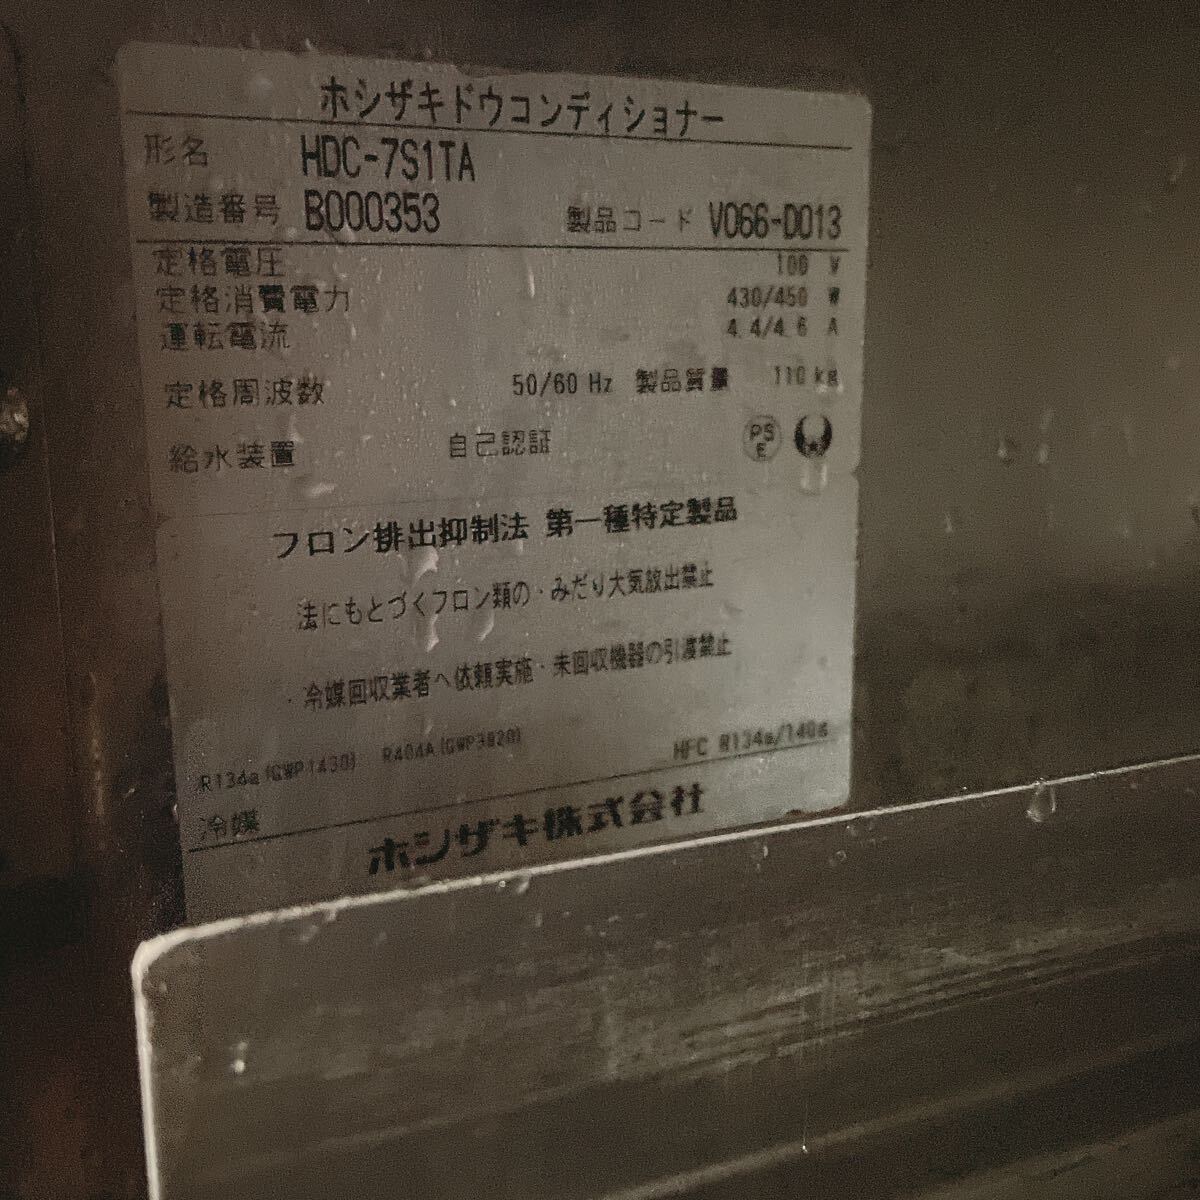 ホシザキドウコンディショナー
形名 HDC-7S1TA
製造番号 B000353 製品コード V066-D013
定格電圧 100 V
定格消費電力 430/450 W
運転電流 4.4/4.6 A
定格周波数 50/60 Hz 製品質量 110 kg
給水装置 自己認証 PS E
フロン排出抑制法 第一種特定製品
法にもとづくフロン類の・みだり大気放出禁止
・冷媒回収業者へ依頼実施・未回収機器の引渡禁止
R134a(GWP1430) R404A(GWP3920) HFC R134a/140g
冷媒
ホシザキ株式会社